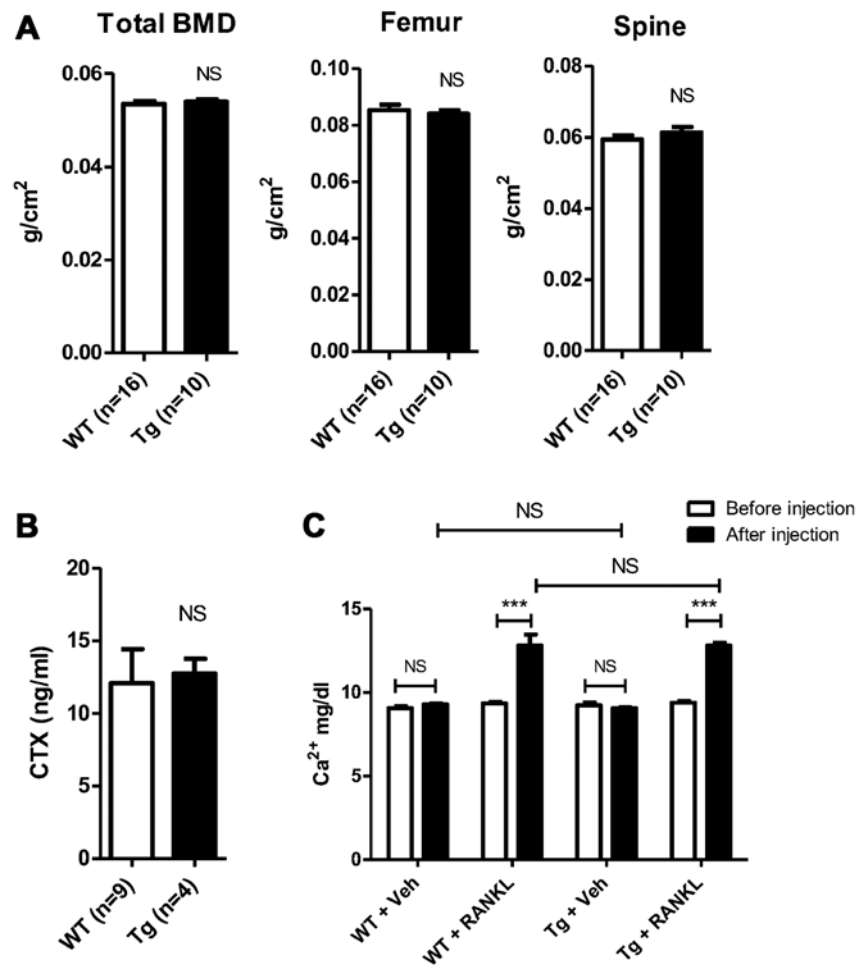 A
Total BMD
Femur
Spine
g/cm²
0.06
0.04
0.02
0.00
NS
WT (n=16)
Tg (n=10)
g/cm²
0.10
0.08
0.06
0.04
0.02
0.00
NS
WT (n=16)
Tg (n=10)
g/cm²
0.08
0.06
0.04
0.02
0.00
NS
WT (n=16)
Tg (n=10)
B
CTX (ng/ml)
20
15
10
5
0
NS
WT (n=9)
Tg (n=4)
C
Before injection
After injection
NS
NS
Ca²⁺ mg/dl
15
10
5
0
NS
***
NS
***
WT + Veh
WT + RANKL
Tg + Veh
Tg + RANKL